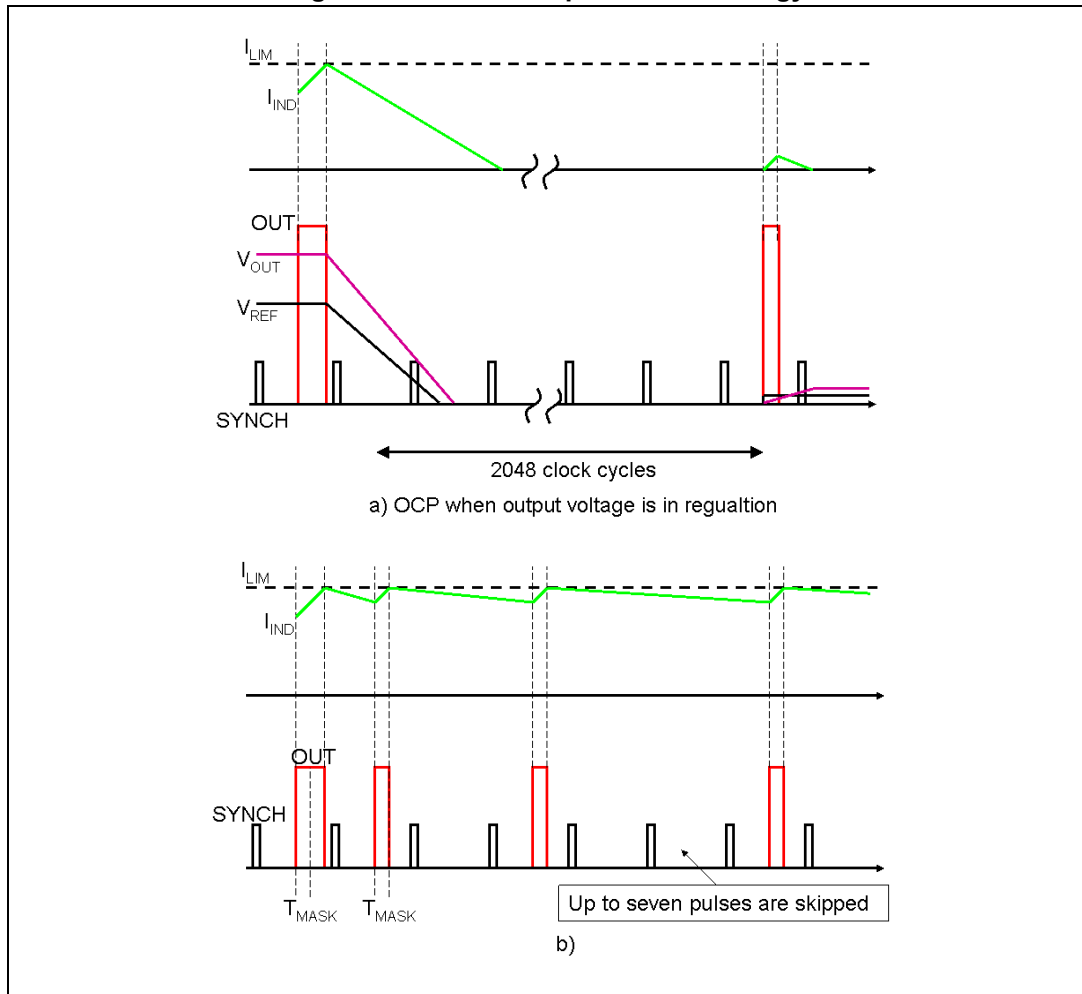 I_LIM
I_IND
OUT
V_OUT
V_REF
SYNCH
2048 clock cycles
a) OCP when output voltage is in regualtion
I_LIM
I_IND
OUT
SYNCH
T_MASK T_MASK
Up to seven pulses are skipped
b)